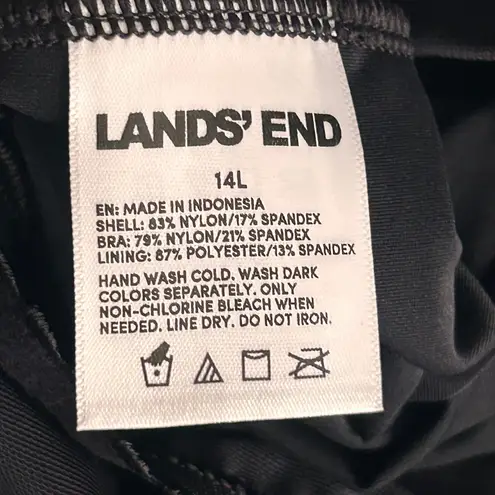 LANDS' END
14L
EN: MADE IN INDONESIA
SHELL: 83% NYLON/17% SPANDEX
BRA: 79% NYLON/21% SPANDEX
LINING: 87% POLYESTER/13% SPANDEX
HAND WASH COLD. WASH DARK
COLORS SEPARATELY. ONLY
NON-CHLORINE BLEACH WHEN
NEEDED. LINE DRY. DO NOT IRON.